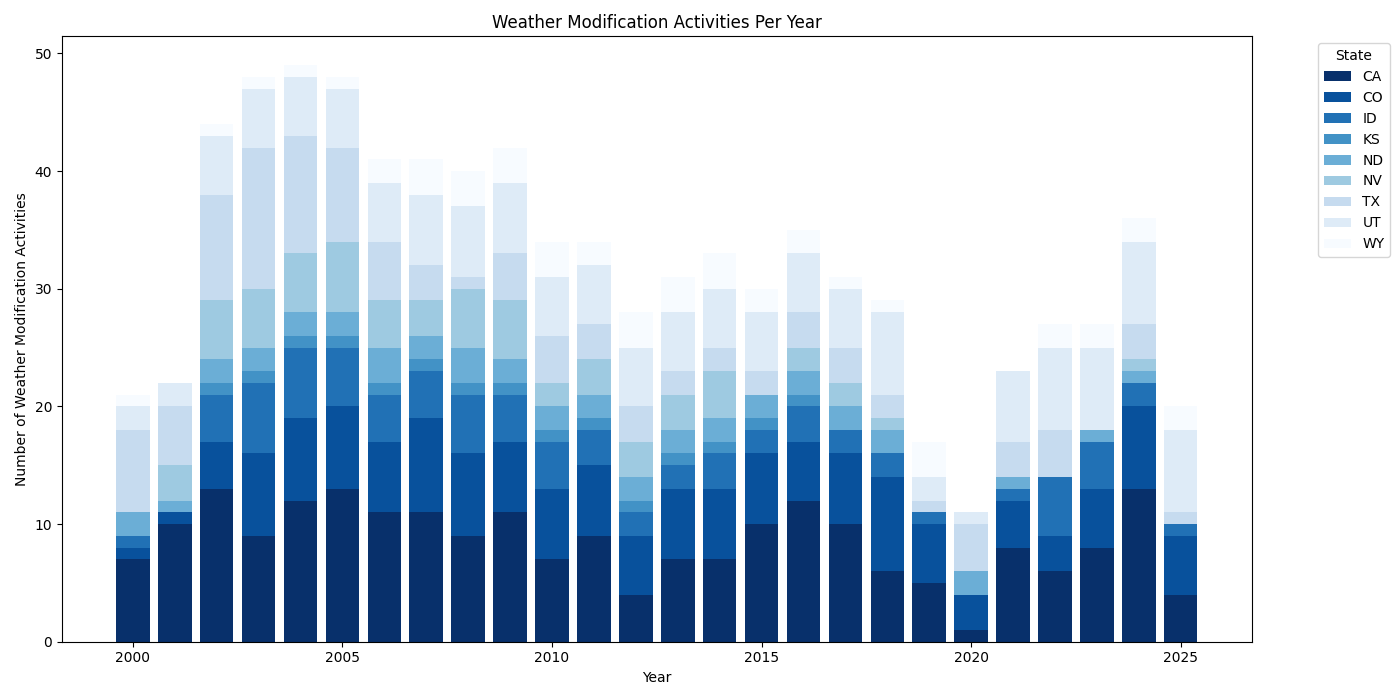 Weather Modification Activities Per Year
Number of Weather Modification Activities
50
40
30
20
10
0
2000
2005
2010
2015
2020
2025
Year
State
CA
CO
ID
KS
ND
NV
TX
UT
WY